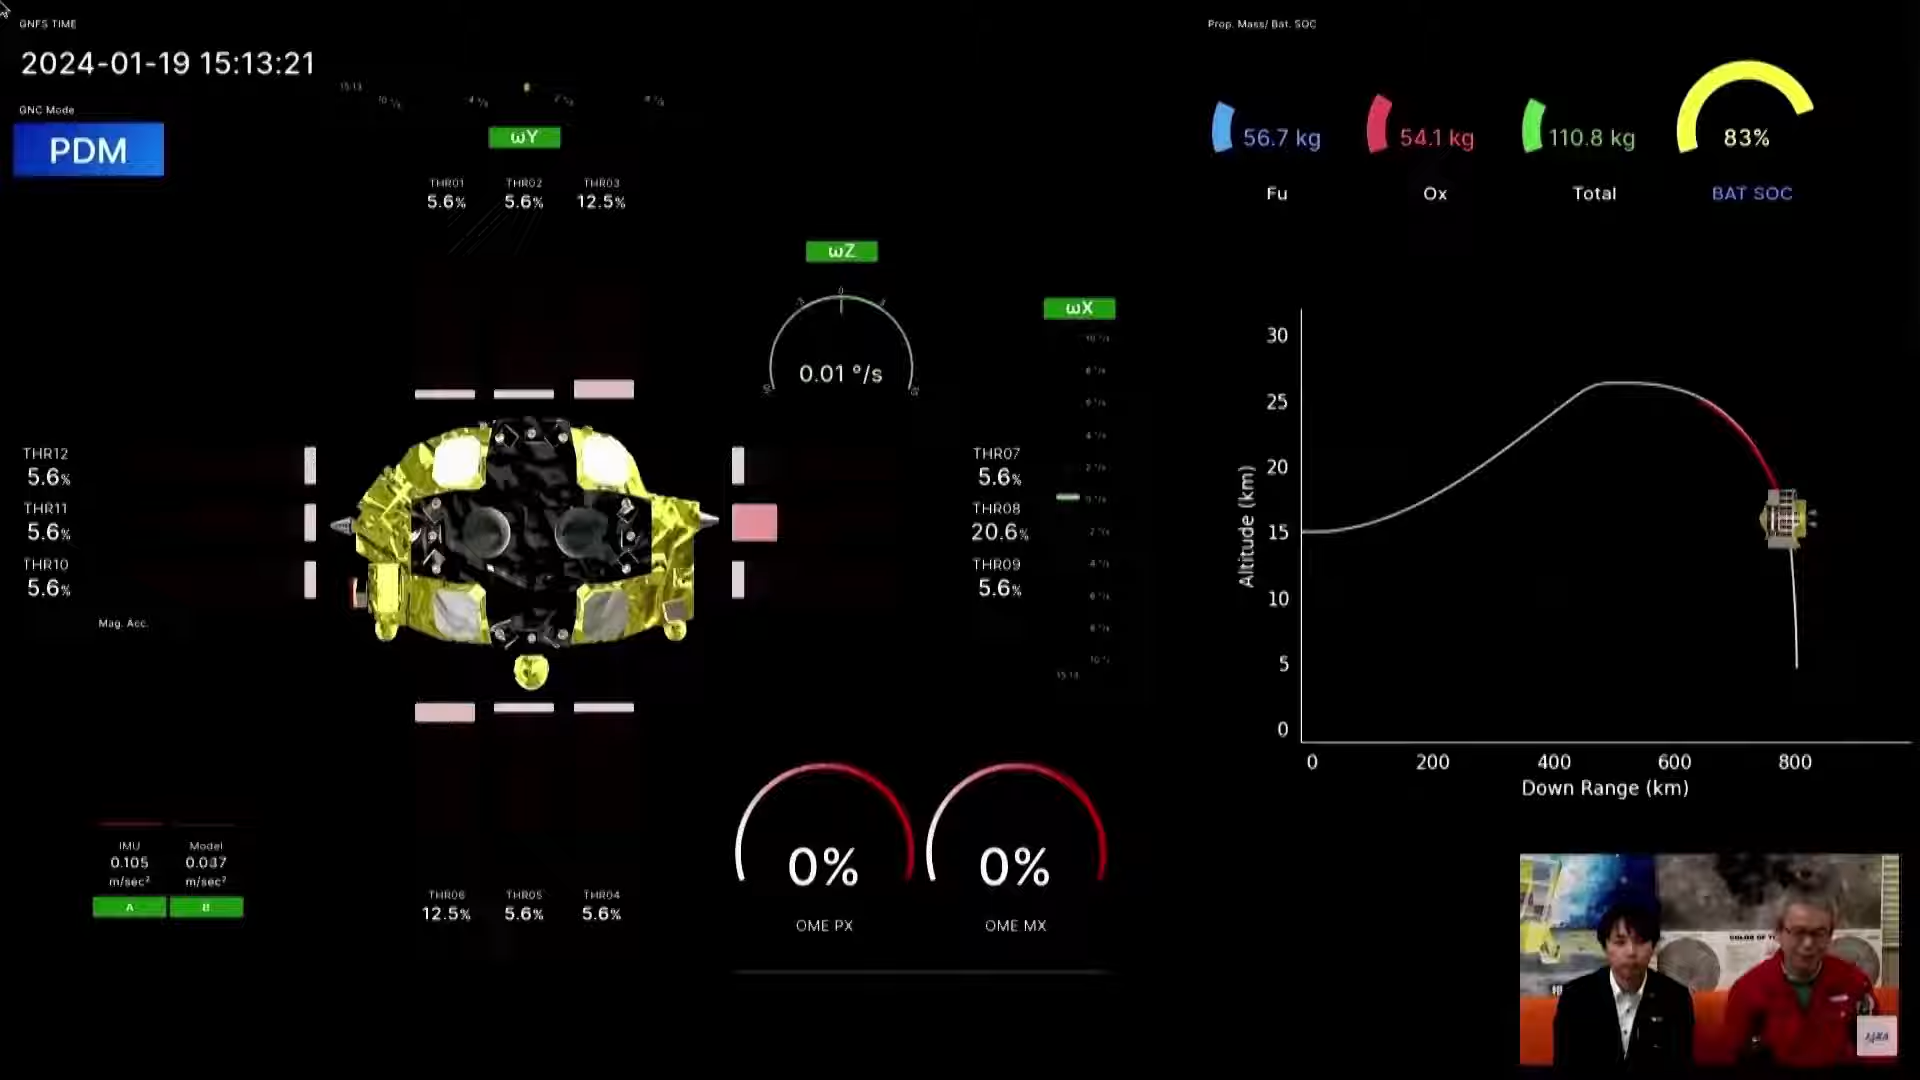 GNFS TIME
2024-01-19 15:13:21
GNC Mode
PDM
ωY
THR01 THR02 THR03
5.6% 5.6% 12.5%
ωZ
0
0.01 °/s
ωX
THR12
5.6%
THR11
5.6%
THR10
5.6%
THR07
5.6%
THR08
20.6%
THR09
5.6%
Mag. Acc.
IMU Model
0.105 0.037
m/sec² m/sec²
A B
THR06 THR05 THR04
12.5% 5.6% 5.6%
0% 0%
OME PX OME MX
Prop. Mass/ Bat. SOC
56.7 kg 54.1 kg 110.8 kg 83%
Fu Ox Total BAT SOC
30
25
20
15
10
5
0
Altitude (km)
0 200 400 600 800
Down Range (km)
JAXA